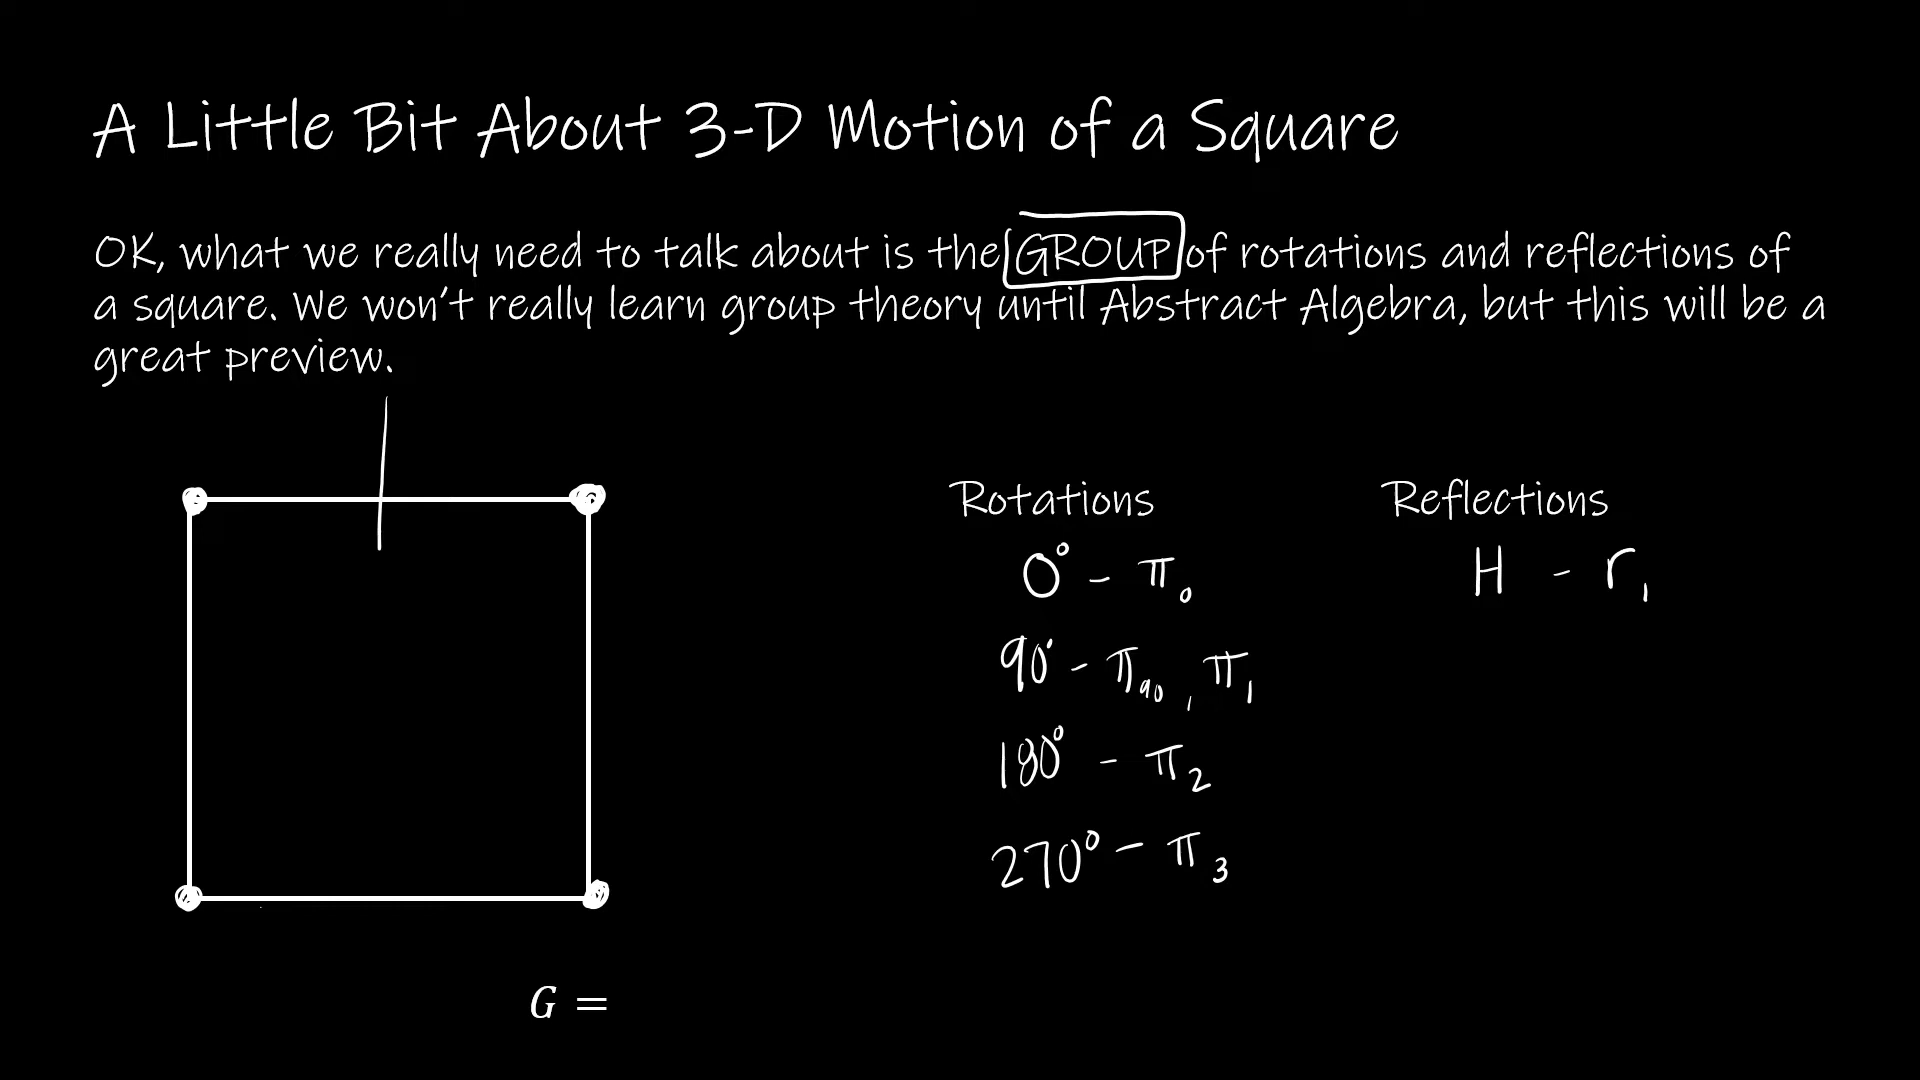 A Little Bit About 3-D Motion of a Square
OK, what we really need to talk about is the GROUP of rotations and reflections of
a square. We won't really learn group theory until Abstract Algebra, but this will be a
great preview.
Rotations
Reflections
0° - π₀
H - r₁
90° - π₉₀, π₁
180° - π₂
270° - π₃
G =